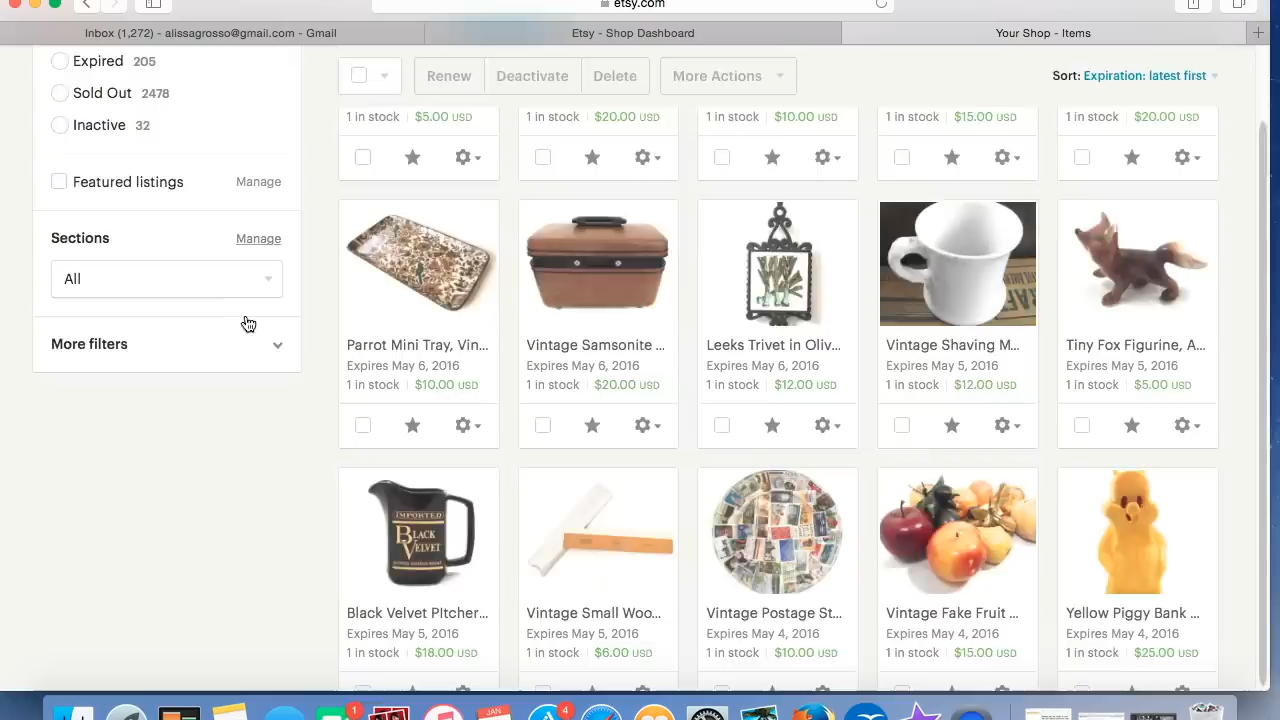 etsy.com
Inbox (1,272) - alissagrosso@gmail.com - Gmail
Etsy - Shop Dashboard
Your Shop - Items
Expired 205
Sold Out 2478
Inactive 32
Featured listings Manage
Sections Manage
All
More filters
Renew Deactivate Delete More Actions
Sort: Expiration: latest first
1 in stock $5.00 USD
1 in stock $20.00 USD
1 in stock $10.00 USD
1 in stock $15.00 USD
1 in stock $20.00 USD
Parrot Mini Tray, Vin...
Expires May 6, 2016
1 in stock $10.00 USD
Vintage Samsonite ...
Expires May 6, 2016
1 in stock $20.00 USD
Leeks Trivet in Oliv...
Expires May 6, 2016
1 in stock $12.00 USD
Vintage Shaving M...
Expires May 5, 2016
1 in stock $12.00 USD
Tiny Fox Figurine, A...
Expires May 5, 2016
1 in stock $5.00 USD
IMPORTED
BLACK
VELVET
Black Velvet PItcher...
Expires May 5, 2016
1 in stock $18.00 USD
Vintage Small Woo...
Expires May 5, 2016
1 in stock $6.00 USD
Vintage Postage St...
Expires May 4, 2016
1 in stock $10.00 USD
Vintage Fake Fruit ...
Expires May 4, 2016
1 in stock $15.00 USD
Yellow Piggy Bank ...
Expires May 4, 2016
1 in stock $25.00 USD
1
JAN
4